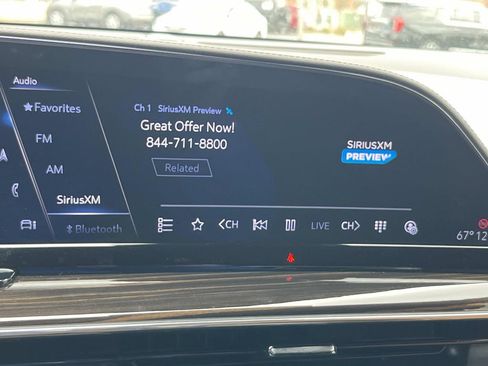 Audio
Favorites
FM
AM
SiriusXM
Bluetooth
Ch 1 SiriusXM Preview
Great Offer Now!
844-711-8800
Related
SIRIUSXM
PREVIEW
<CH
LIVE
CH>
67° 12